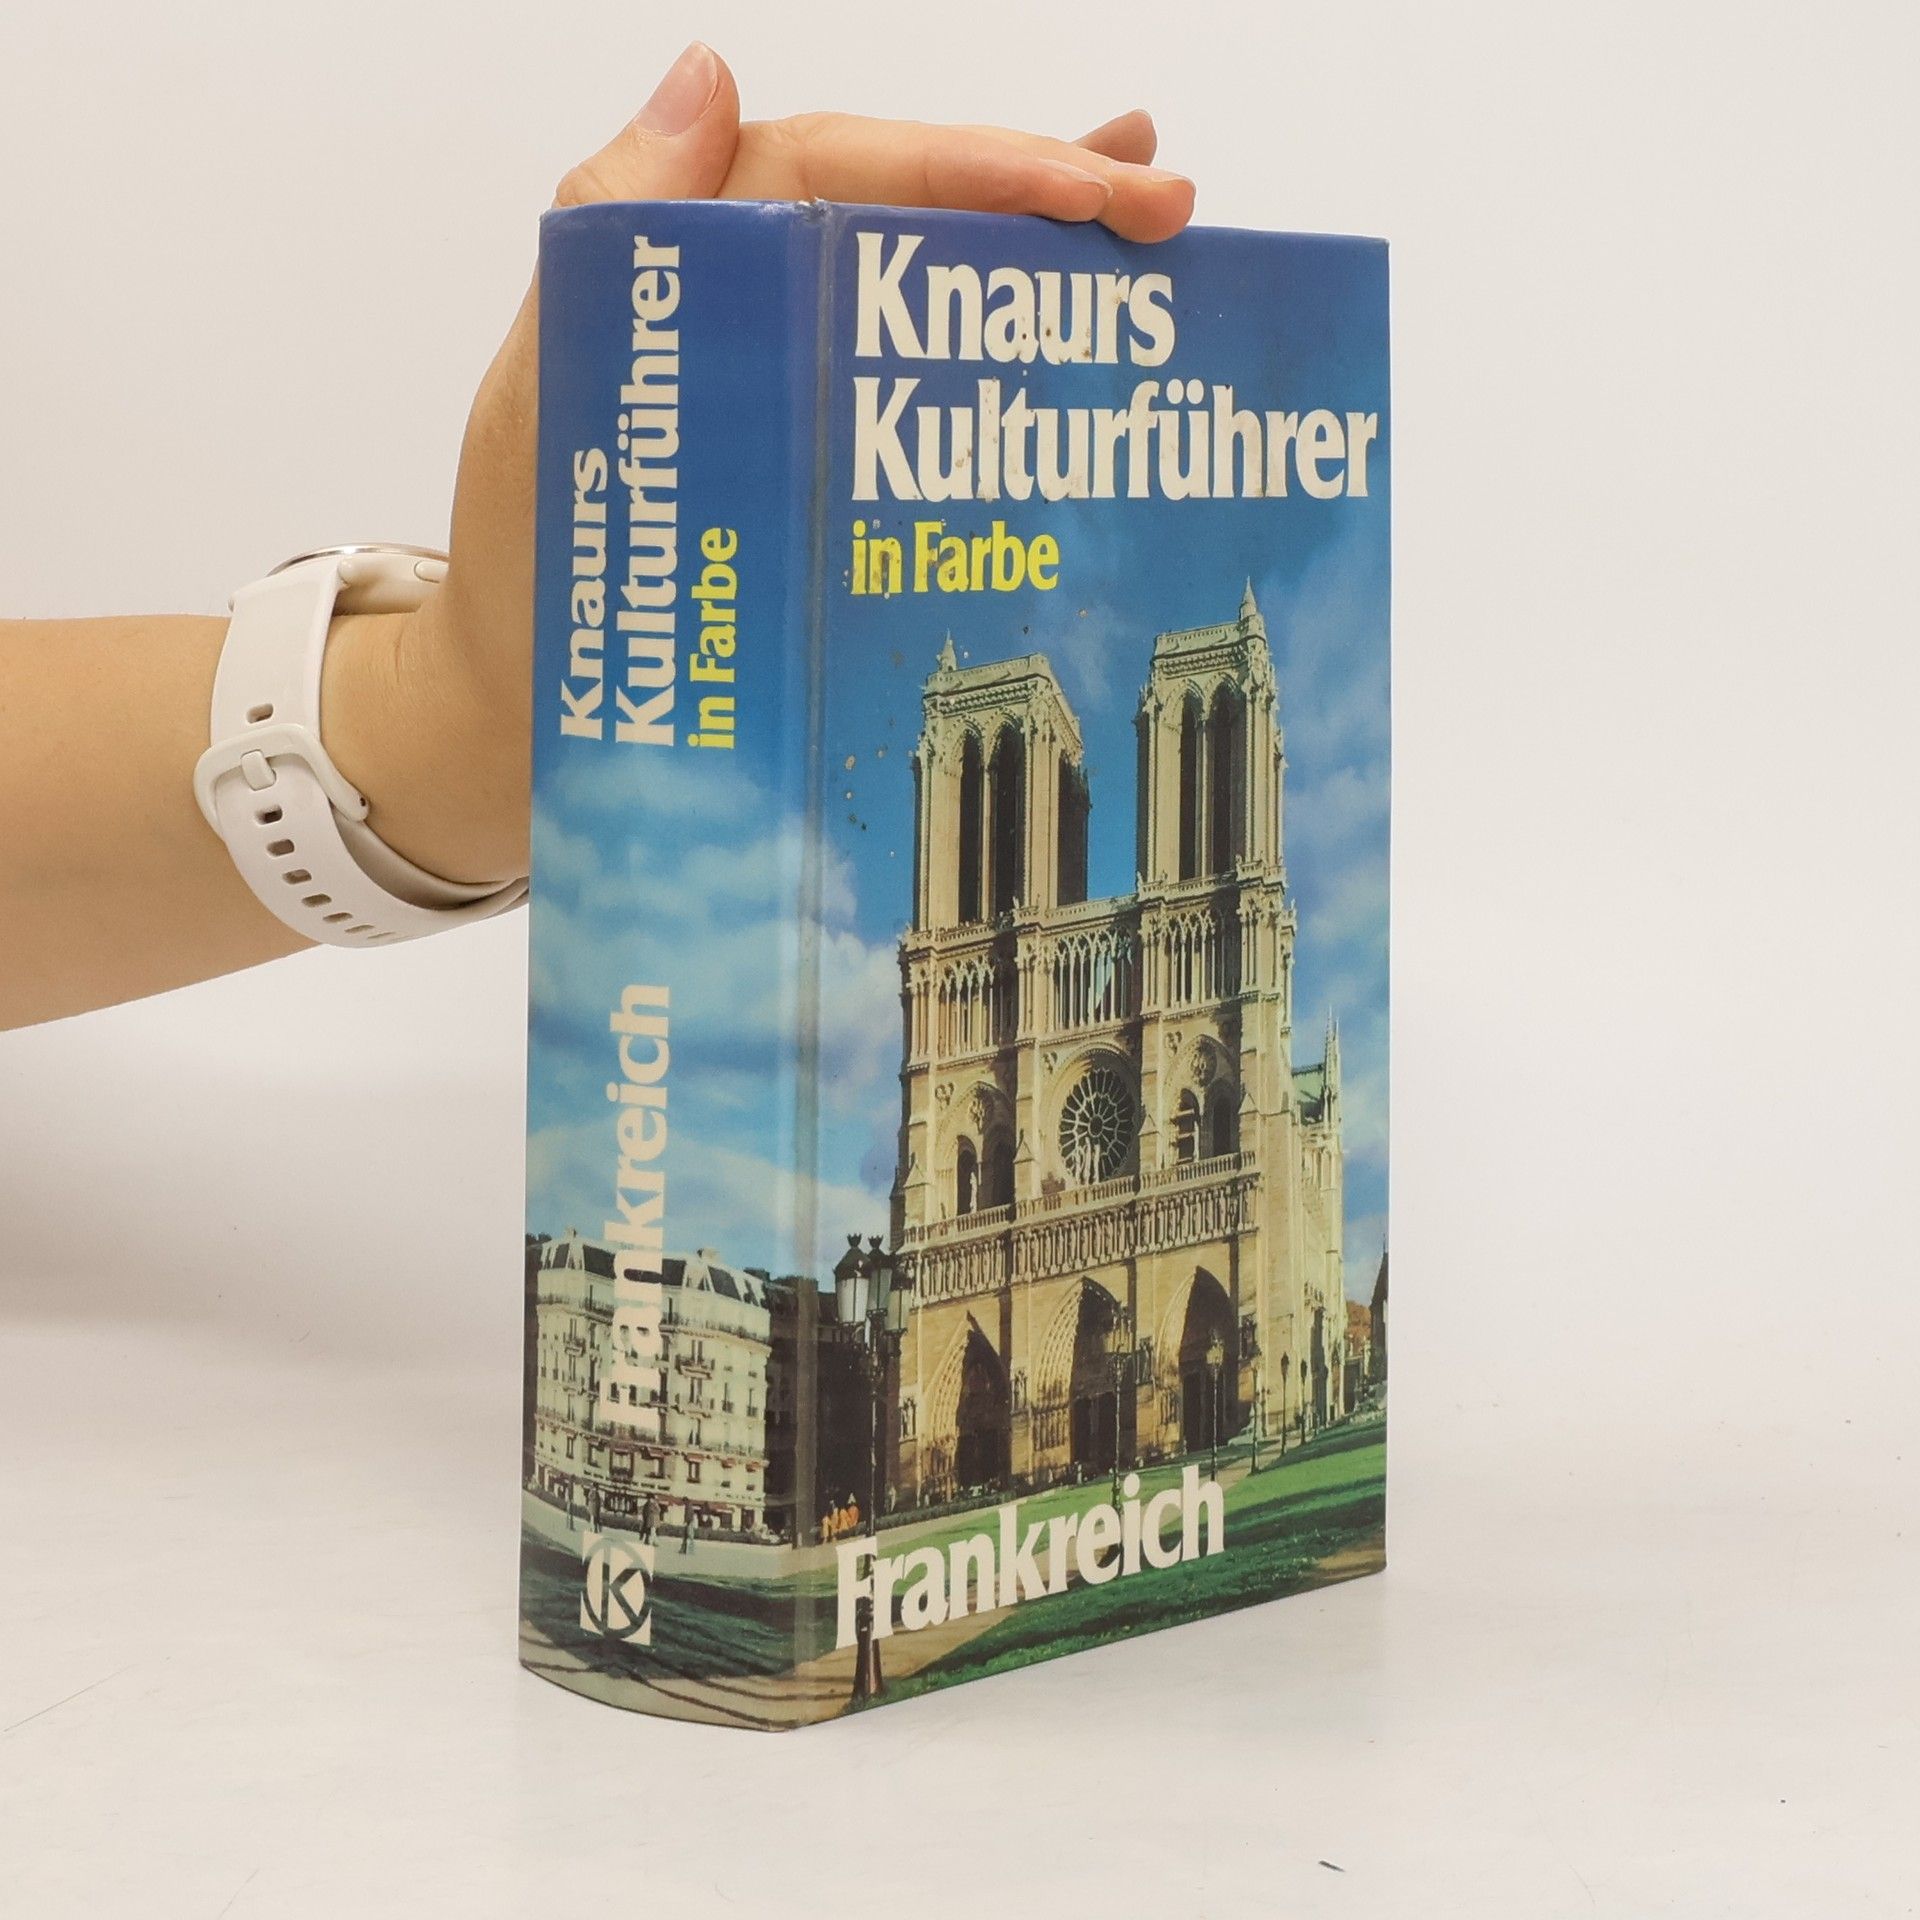 Knaurs
Kulturführer
in Farbe
Frankreich
K
Knaurs
Kulturführer
in Farbe
Frankreich